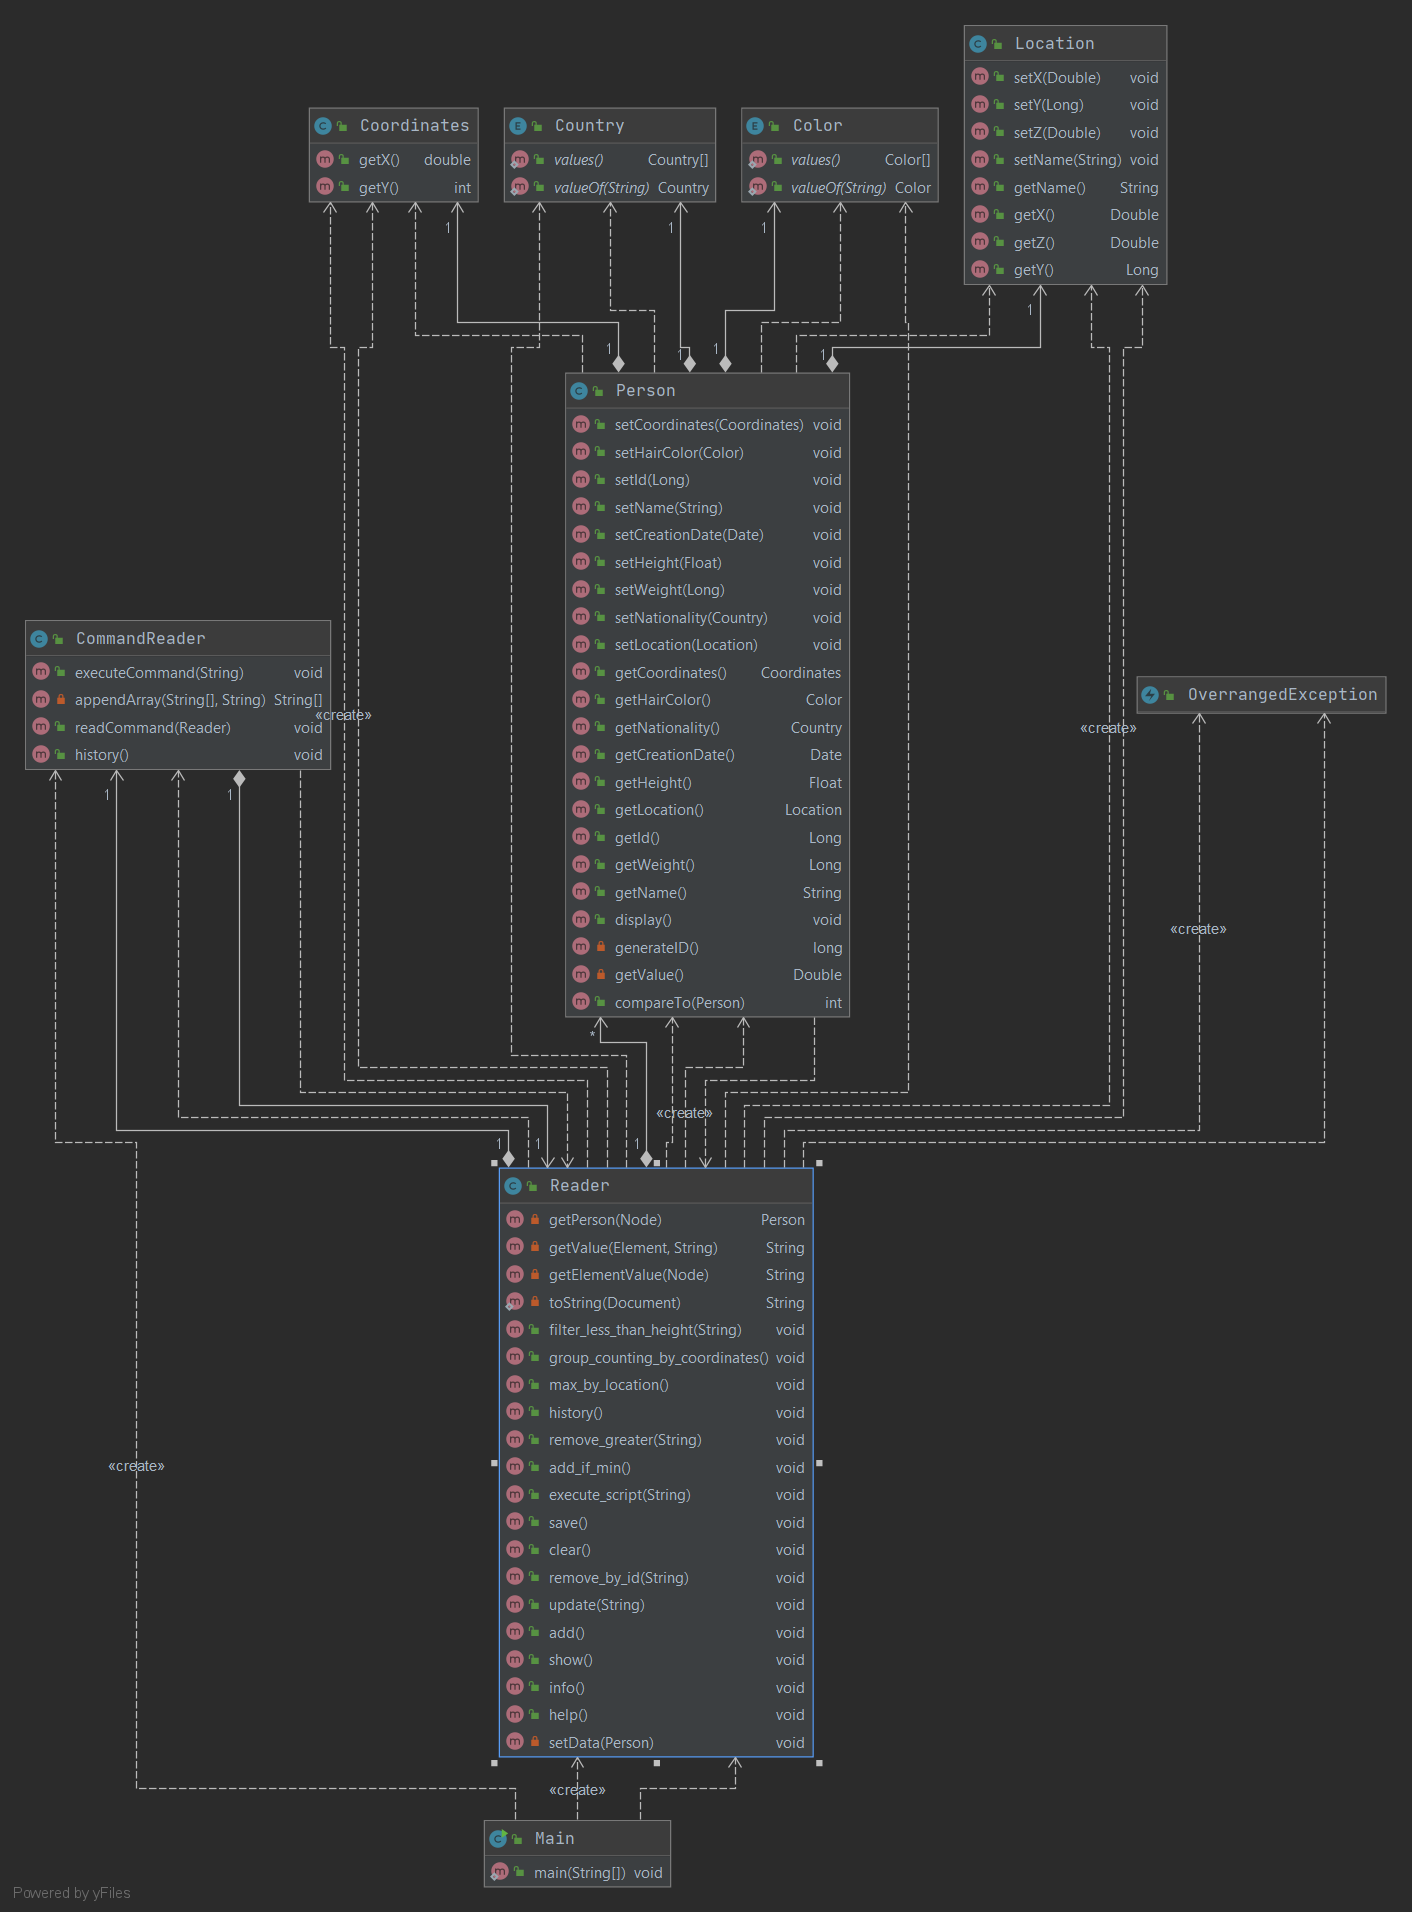 Location
setX(Double) void
setY(Long) void
setZ(Double) void
setName(String) void
getName() String
getX() Double
getZ() Double
getY() Long
Coordinates
getX() double
getY() int
Country
values() Country[]
valueOf(String) Country
Color
values() Color[]
valueOf(String) Color
1
1
1
1
1
1
1
1
Person
setCoordinates(Coordinates) void
setHairColor(Color) void
setId(Long) void
setName(String) void
setCreationDate(Date) void
setHeight(Float) void
setWeight(Long) void
setNationality(Country) void
setLocation(Location) void
getCoordinates() Coordinates
getHairColor() Color
getNationality() Country
getCreationDate() Date
getHeight() Float
getLocation() Location
getId() Long
getWeight() Long
getName() String
display() void
generateID() long
getValue() Double
compareTo(Person) int
CommandReader
executeCommand(String) void
appendArray(String[], String) String[]
readCommand(Reader) void
history() void
«create»
«create»
OverrangedException
1
1
«create»
*
«create»
1
1
1
Reader
getPerson(Node) Person
getValue(Element, String) String
getElementValue(Node) String
toString(Document) String
filter_less_than_height(String) void
group_counting_by_coordinates() void
max_by_location() void
history() void
remove_greater(String) void
add_if_min() void
execute_script(String) void
save() void
clear() void
remove_by_id(String) void
update(String) void
add() void
show() void
info() void
help() void
setData(Person) void
«create»
«create»
Main
main(String[]) void
Powered by yFiles